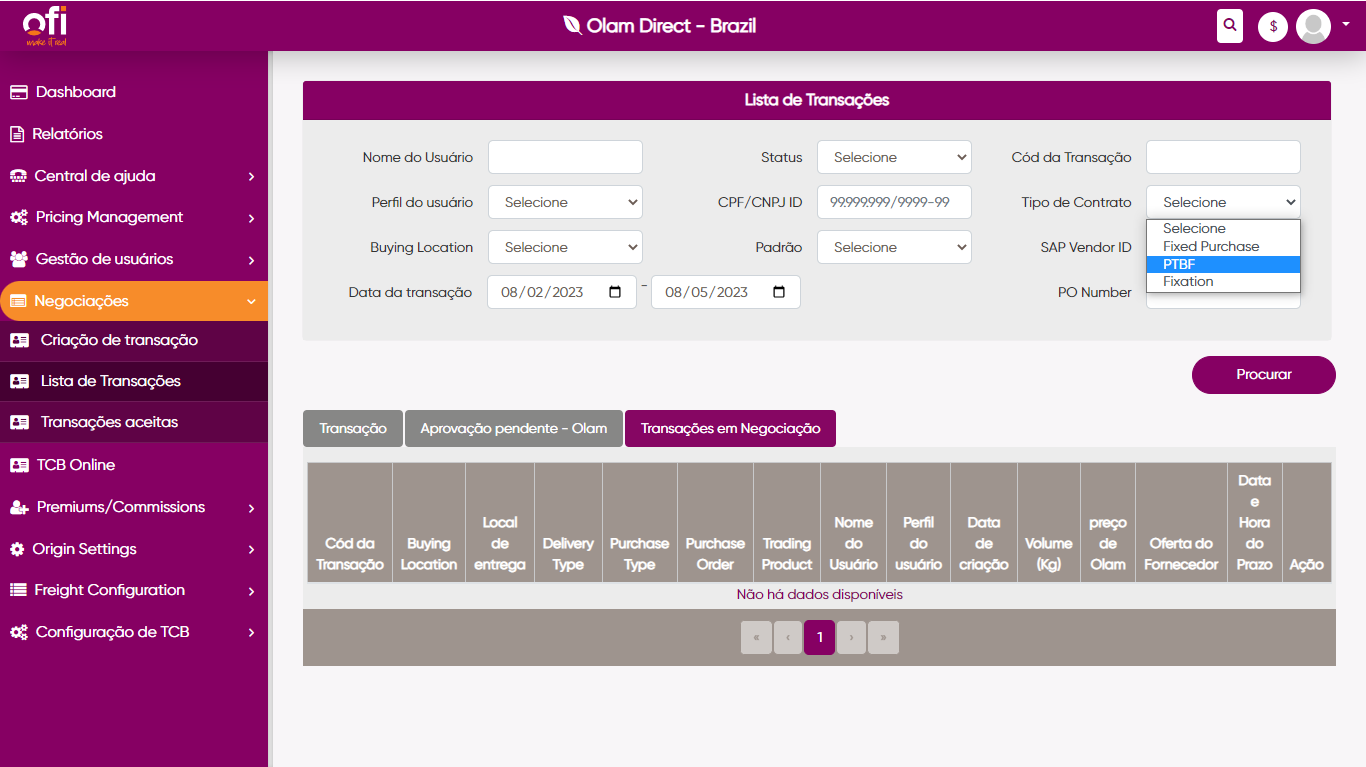 ofi
make it real
Olam Direct - Brazil
$
Dashboard
Relatórios
Central de ajuda
Pricing Management
Gestão de usuários
Negociações
Criação de transação
Lista de Transações
Transações aceitas
TCB Online
Premiums/Commissions
Origin Settings
Freight Configuration
Configuração de TCB
Lista de Transações
Nome do Usuário
Status Selecione
Cód da Transação
Perfil do usuário Selecione
CPF/CNPJ ID 99.999.999/9999-99
Tipo de Contrato Selecione
Buying Location Selecione
Padrão Selecione
SAP Vendor ID
Selecione
Fixed Purchase
PTBF
Fixation
Data da transação 08/02/2023 - 08/05/2023
PO Number
Procurar
Transação Aprovação pendente - Olam Transações em Negociação
Cód da
Transação
Buying
Location
Local
de
entrega
Delivery
Type
Purchase
Type
Purchase
Order
Trading
Product
Nome
do
Usuário
Perfil
do
usuário
Data
de
criação
Volume
(Kg)
preço
de
Olam
Oferta do
Fornecedor
Data
e
Hora
do
Prazo
Ação
Não há dados disponíveis
« ‹ 1 › »